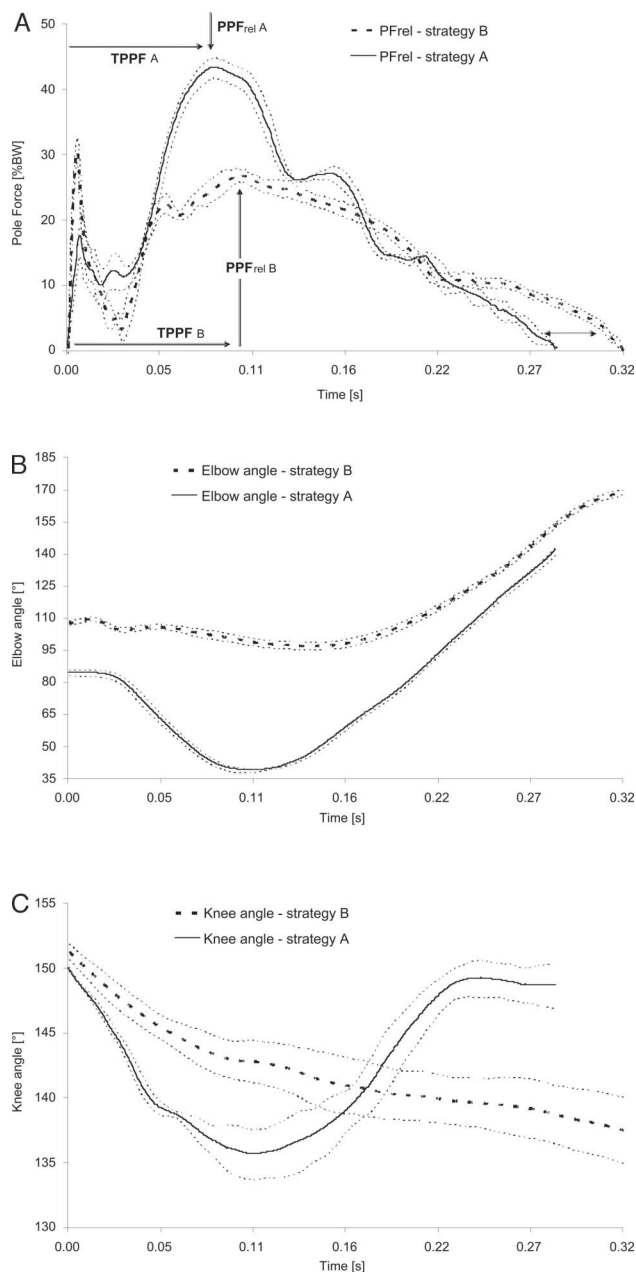 A
PPFrel A
TPPF A
PFrel - strategy B
PFrel - strategy A
50
40
30
20
10
0
Pole Force [%BW]
PPFrel B
TPPF B
0.00 0.05 0.11 0.16 0.22 0.27 0.32
Time [s]
B
Elbow angle - strategy B
Elbow angle - strategy A
185
170
155
140
125
110
95
80
65
50
35
Elbow angle [°]
0.00 0.05 0.11 0.16 0.22 0.27 0.32
Time [s]
C
Knee angle - strategy B
Knee angle - strategy A
155
150
145
140
135
130
Knee angle [°]
0.00 0.05 0.11 0.16 0.22 0.27 0.32
Time [s]